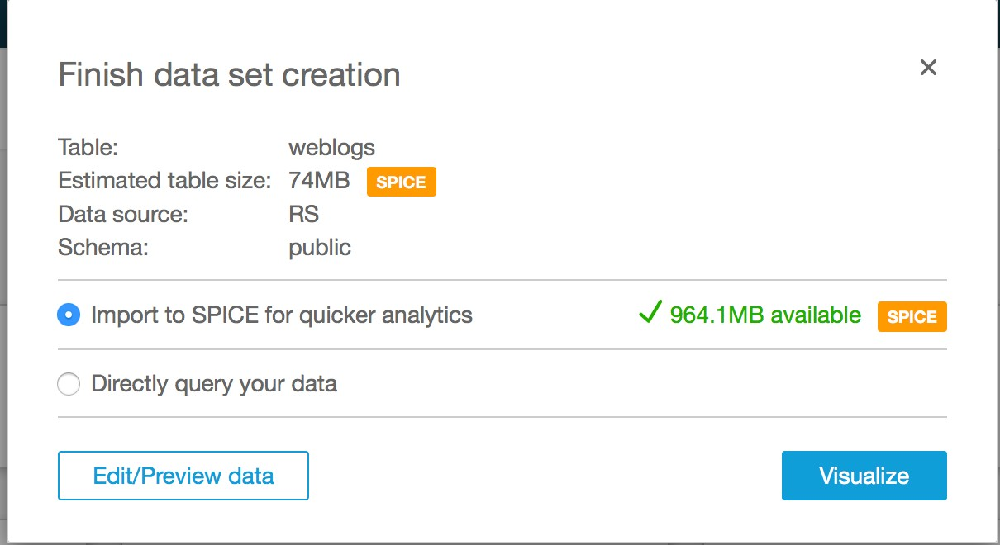 Finish data set creation
Table: weblogs
Estimated table size: 74MB SPICE
Data source: RS
Schema: public
Import to SPICE for quicker analytics 964.1MB available SPICE
Directly query your data
Edit/Preview data Visualize